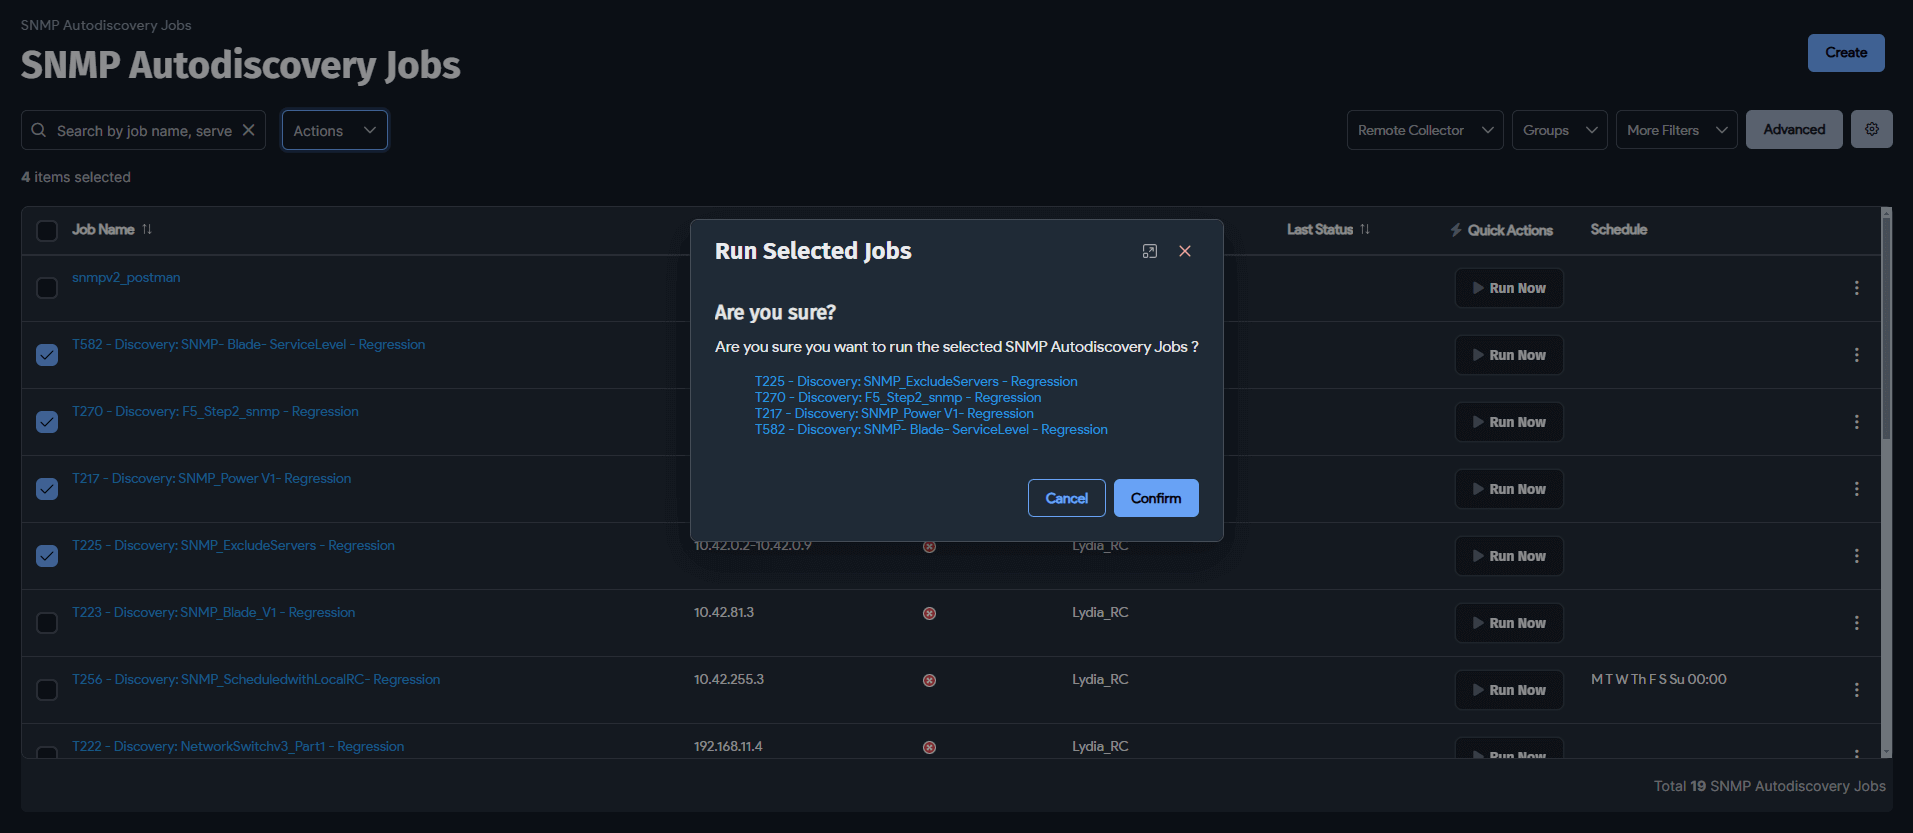 SNMP Autodiscovery Jobs
SNMP Autodiscovery Jobs
Create
Search by job name, serve
Actions
Remote Collector
Groups
More Filters
Advanced
4 items selected
Job Name
Last Status
Quick Actions
Schedule
Run Selected Jobs
Are you sure?
Are you sure you want to run the selected SNMP Autodiscovery Jobs ?
T225 - Discovery: SNMP_ExcludeServers - Regression
T270 - Discovery: F5_Step2_snmp - Regression
T217 - Discovery: SNMP_Power V1- Regression
T582 - Discovery: SNMP- Blade- ServiceLevel - Regression
Cancel
Confirm
snmpv2_postman
Run Now
T582 - Discovery: SNMP- Blade- ServiceLevel - Regression
Run Now
T270 - Discovery: F5_Step2_snmp - Regression
Run Now
T217 - Discovery: SNMP_Power V1- Regression
Run Now
T225 - Discovery: SNMP_ExcludeServers - Regression
10.42.0.2-10.42.0.9
Lydia_RC
Run Now
T223 - Discovery: SNMP_Blade_V1 - Regression
10.42.81.3
Lydia_RC
Run Now
T256 - Discovery: SNMP_ScheduledwithLocalRC- Regression
10.42.255.3
Lydia_RC
Run Now
M T W Th F S Su 00:00
T222 - Discovery: NetworkSwitchv3_Part1 - Regression
192.168.11.4
Lydia_RC
Run Now
Total 19 SNMP Autodiscovery Jobs